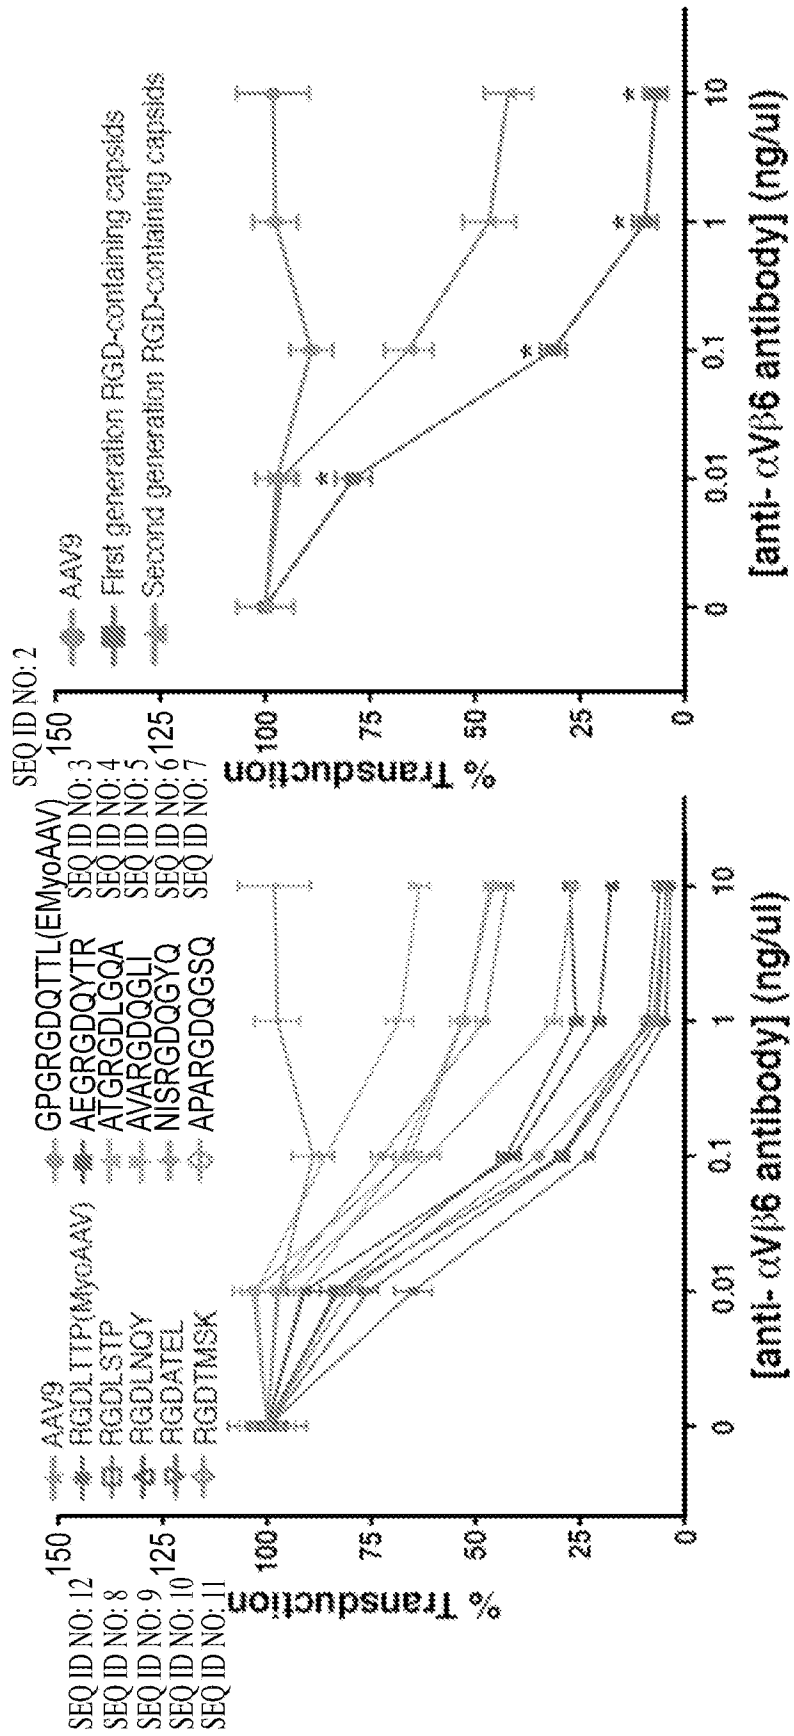 SEQ ID NO: 12
SEQ ID NO: 8
SEQ ID NO: 9
SEQ ID NO: 10
SEQ ID NO: 11
AAV9
RGDLTTP(MyoAAV)
RGDLSTP
RGDLNQY
RGDATEL
RGDTMSK
SEQ ID NO: 2
GPGRGDQTTL(EMyoAAV)
AEGRGDQYTR
ATGRGDLGQA
AVARGDQGLI
NISRGDQGYQ
APARGDQGSQ
SEQ ID NO: 3
SEQ ID NO: 4
SEQ ID NO: 5
SEQ ID NO: 6
SEQ ID NO: 7
% Transduction
150
125
100
75
50
25
0
0 0.01 0.1 1 10
[anti- αVβ6 antibody] (ng/ul)
AAV9
First generation RGD-containing capsids
Second generation RGD-containing capsids
% Transduction
150
125
100
75
50
25
0
* * * *
0 0.01 0.1 1 10
[anti- αVβ6 antibody] (ng/ul)